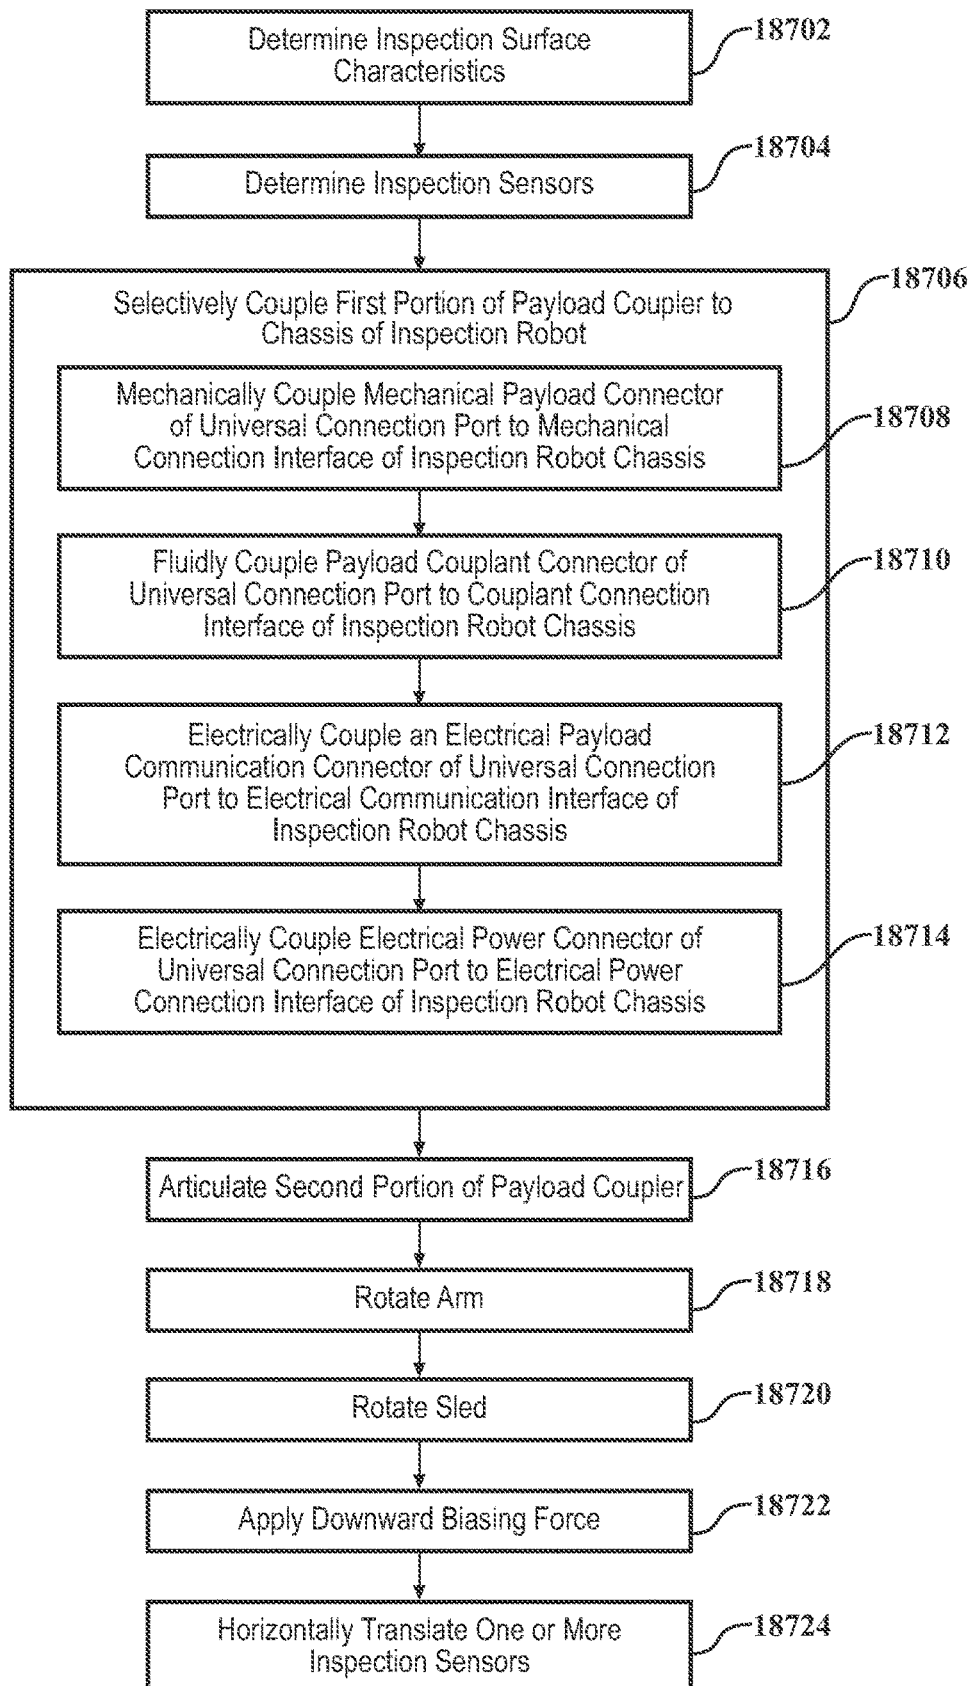 Determine Inspection Surface
Characteristics
18702
Determine Inspection Sensors
18704
Selectively Couple First Portion of Payload Coupler to
Chassis of Inspection Robot
18706
Mechanically Couple Mechanical Payload Connector
of Universal Connection Port to Mechanical
Connection Interface of Inspection Robot Chassis
18708
Fluidly Couple Payload Couplant Connector of
Universal Connection Port to Couplant Connection
Interface of Inspection Robot Chassis
18710
Electrically Couple an Electrical Payload
Communication Connector of Universal Connection
Port to Electrical Communication Interface of
Inspection Robot Chassis
18712
Electrically Couple Electrical Power Connector of
Universal Connection Port to Electrical Power
Connection Interface of Inspection Robot Chassis
18714
Articulate Second Portion of Payload Coupler
18716
Rotate Arm
18718
Rotate Sled
18720
Apply Downward Biasing Force
18722
Horizontally Translate One or More
Inspection Sensors
18724